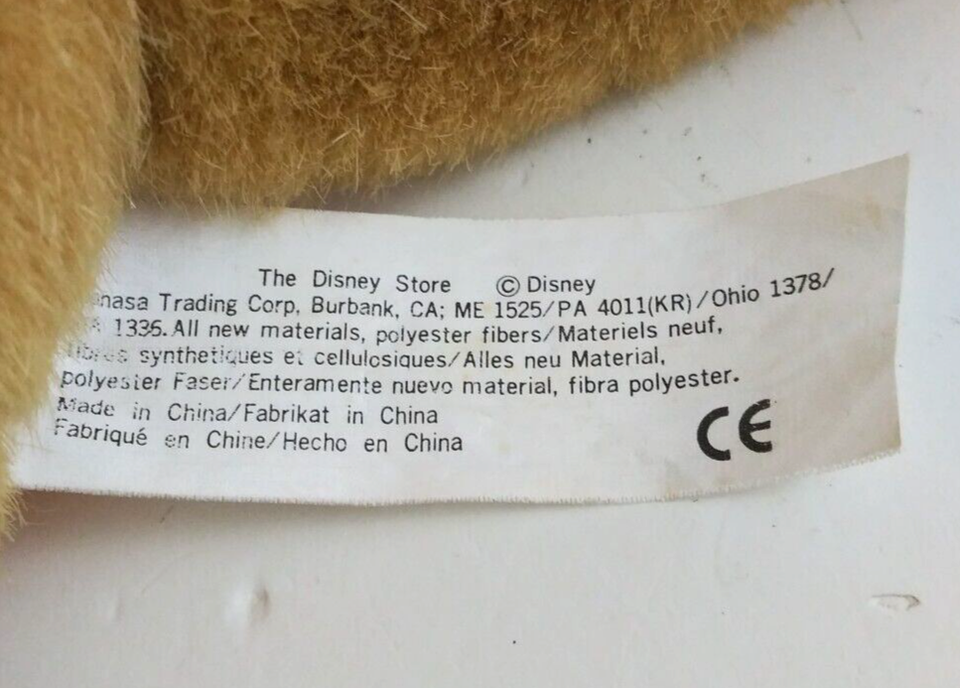 The Disney Store © Disney
Trading Corp, Burbank, CA; ME 1525/PA 4011(KR)/Ohio 1378/
1336. All new materials, polyester fibers/Materiels neuf,
synthetiques et cellulosiques/Alles neu Material,
polyester Faser/Enteramente nuevo material, fibra polyester.
Made in China/Fabrikat in China
Fabriqué en Chine/Hecho en China
CE